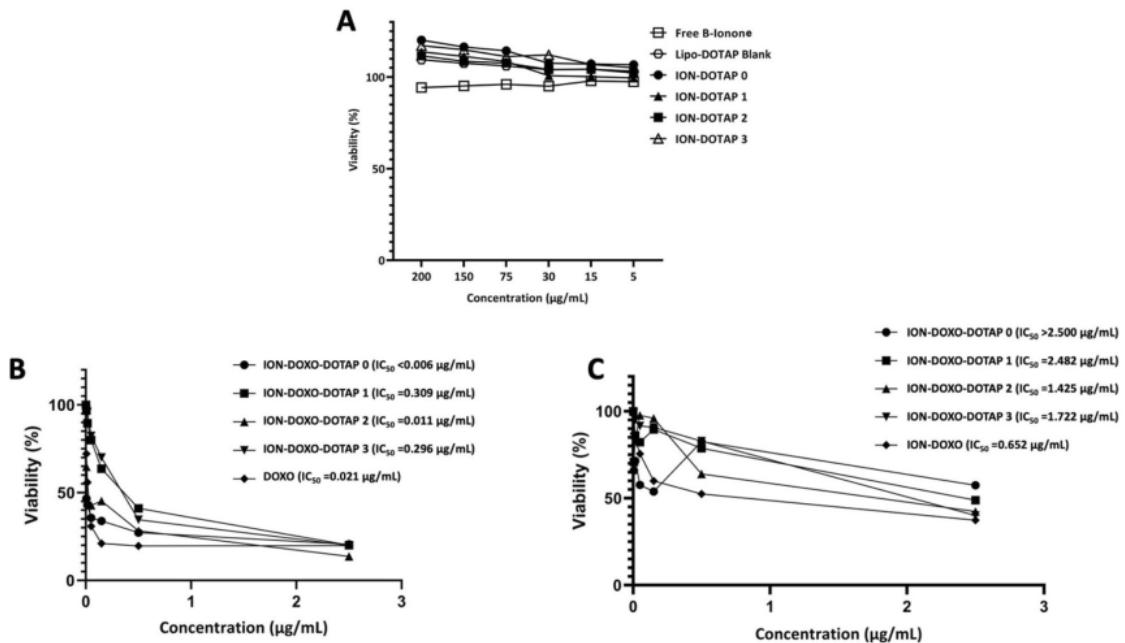 A
Viability (%)
100
50
0
200 150 75 30 15 5
Concentration (µg/mL)
Free B-Ionone
Lipo-DOTAP Blank
ION-DOTAP 0
ION-DOTAP 1
ION-DOTAP 2
ION-DOTAP 3
B
Viability (%)
100
50
0
0 1 2 3
Concentration (µg/mL)
ION-DOXO-DOTAP 0 (IC50 <0.006 µg/mL)
ION-DOXO-DOTAP 1 (IC50 =0.309 µg/mL)
ION-DOXO-DOTAP 2 (IC50 =0.011 µg/mL)
ION-DOXO-DOTAP 3 (IC50 =0.296 µg/mL)
DOXO (IC50 =0.021 µg/mL)
C
Viability (%)
100
50
0
0 1 2 3
Concentration (µg/mL)
ION-DOXO-DOTAP 0 (IC50 >2.500 µg/mL)
ION-DOXO-DOTAP 1 (IC50 =2.482 µg/mL)
ION-DOXO-DOTAP 2 (IC50 =1.425 µg/mL)
ION-DOXO-DOTAP 3 (IC50 =1.722 µg/mL)
ION-DOXO (IC50 =0.652 µg/mL)